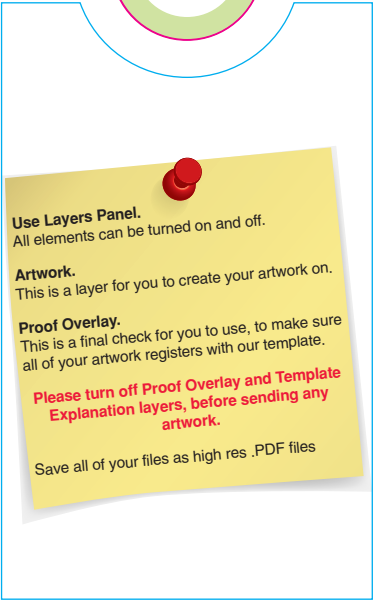 Use Layers Panel.
All elements can be turned on and off.
Artwork.
This is a layer for you to create your artwork on.
Proof Overlay.
This is a final check for you to use, to make sure
all of your artwork registers with our template.
Please turn off Proof Overlay and Template
Explanation layers, before sending any
artwork.
Save all of your files as high res .PDF files